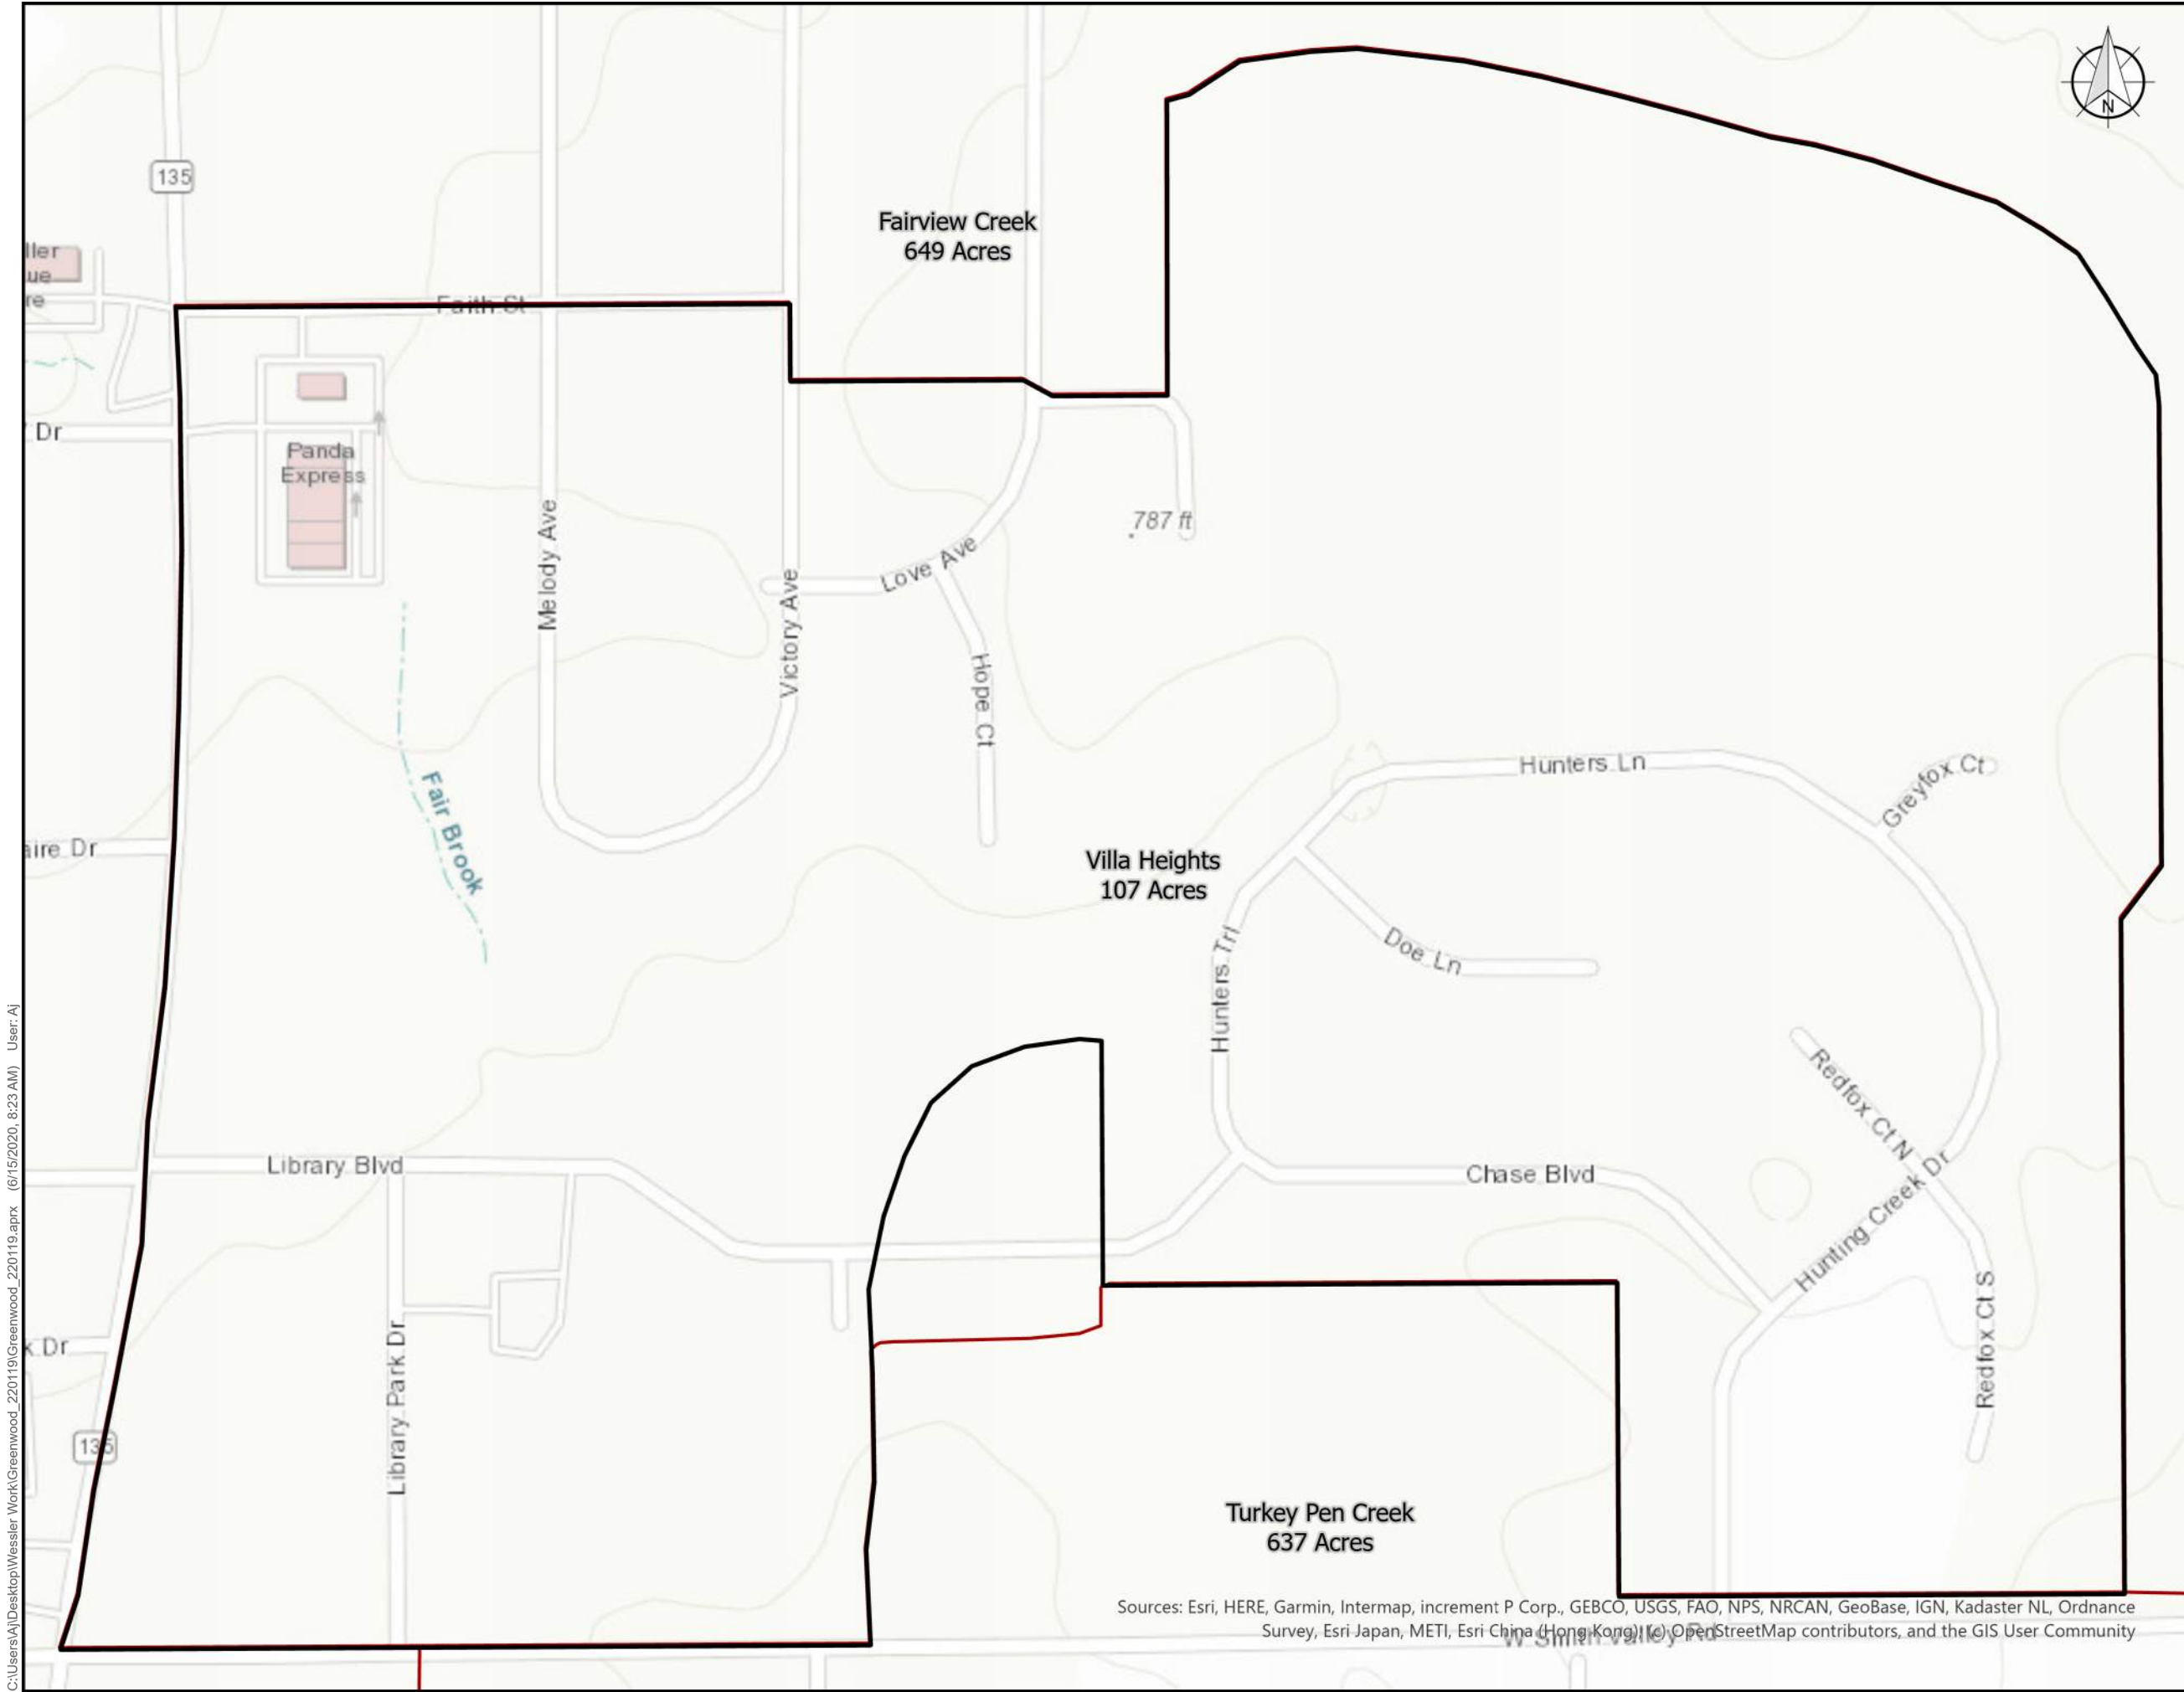 N
135
Fairview Creek
649 Acres
ller
ue
re
Faith St
Dr
Panda
Express
787 ft
Melody Ave
Love Ave
Victory Ave
Hope Ct
Hunters Ln
Greyfox Ct
Fair Brook
aire Dr
Villa Heights
107 Acres
Hunters Trl
Doe Ln
Redfox Ct N
Library Blvd
Chase Blvd
Hunting Creek Dr
Redfox Ct S
k Dr
Library Park Dr
135
Turkey Pen Creek
637 Acres
Sources: Esri, HERE, Garmin, Intermap, increment P Corp., GEBCO, USGS, FAO, NPS, NRCAN, GeoBase, IGN, Kadaster NL, Ordnance
Survey, Esri Japan, METI, Esri China (Hong Kong), (c) OpenStreetMap contributors, and the GIS User Community
W Smith Valley Rd
C:\Users\Aj\Desktop\Wessler Work\Greenwood_220119\Greenwood_220119.aprx (6/15/2020, 8:23 AM) User: Aj